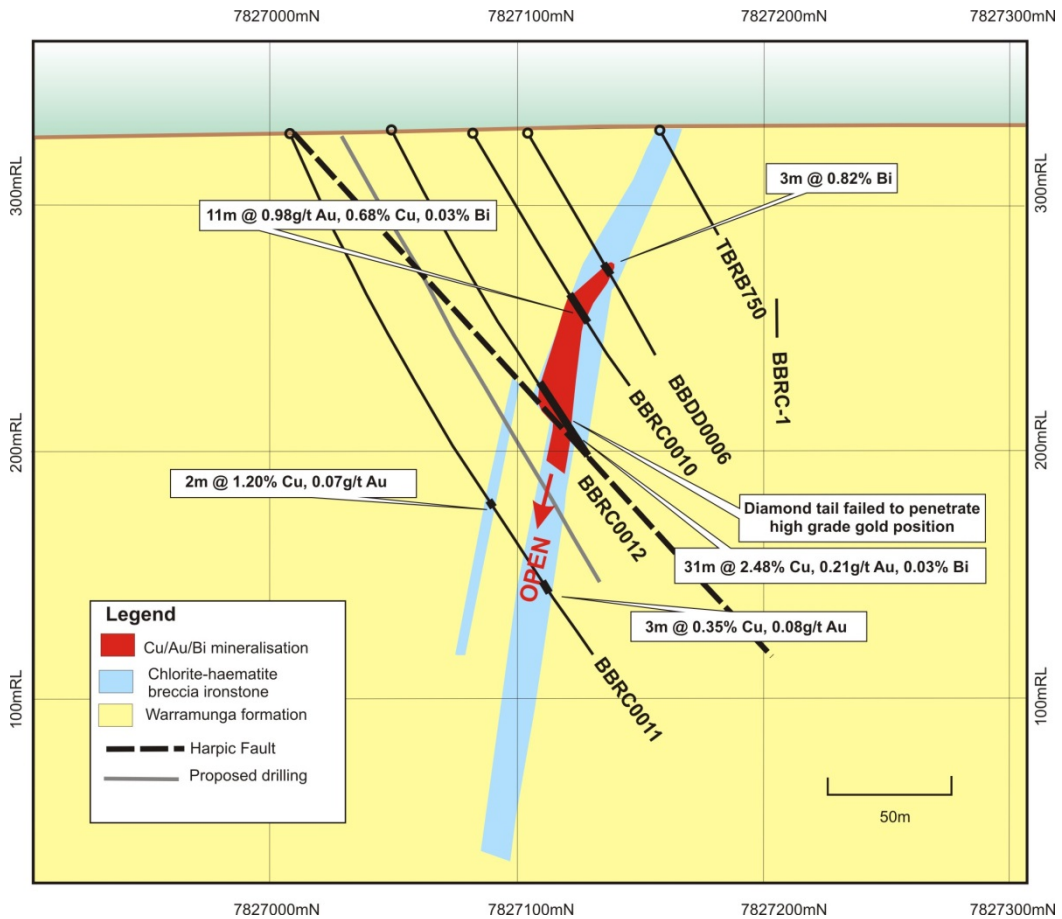 7827000mN
7827100mN
7827200mN
7827300mN
300mRL
300mRL
3m @ 0.82% Bi
11m @ 0.98g/t Au, 0.68% Cu, 0.03% Bi
TBRB750
BBRC-1
BBDD0006
BBRC0010
200mRL
200mRL
2m @ 1.20% Cu, 0.07g/t Au
BBRC0012
Diamond tail failed to penetrate
high grade gold position
31m @ 2.48% Cu, 0.21g/t Au, 0.03% Bi
OPEN
3m @ 0.35% Cu, 0.08g/t Au
BBRC0011
100mRL
100mRL
Legend
Cu/Au/Bi mineralisation
Chlorite-haematite
breccia ironstone
Warramunga formation
Harpic Fault
Proposed drilling
50m
7827000mN
7827100mN
7827200mN
7827300mN